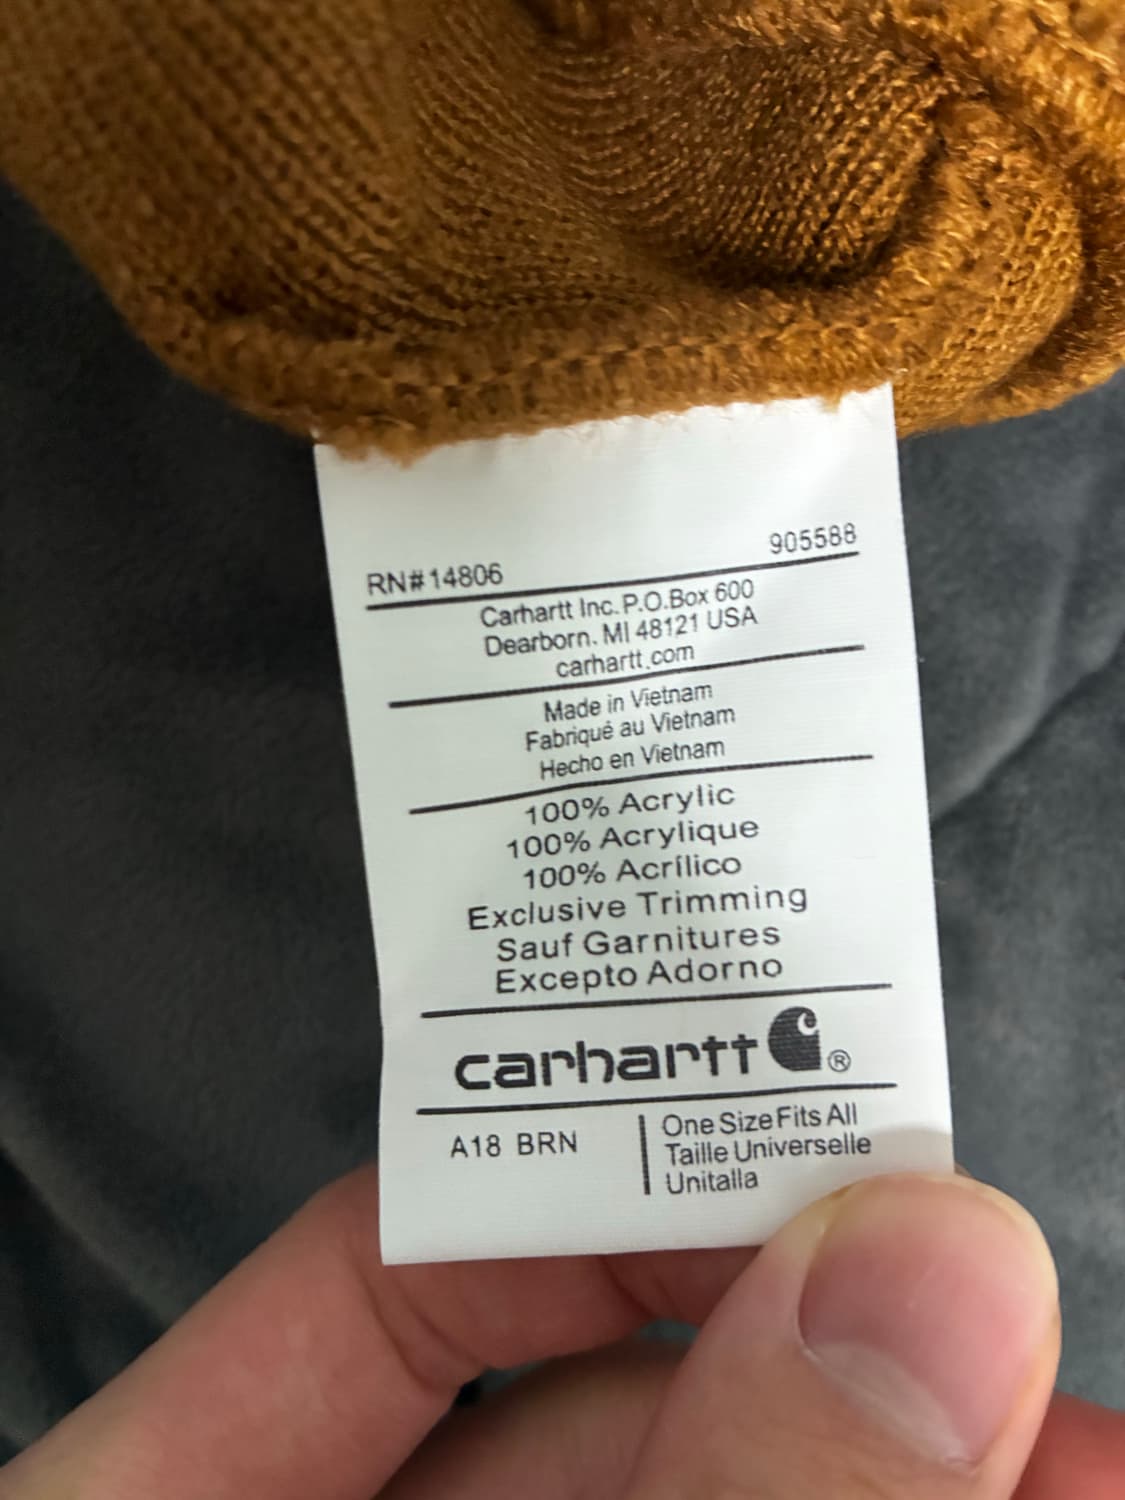 RN#14806 905588
Carhartt Inc. P.O.Box 600
Dearborn. MI 48121 USA
carhartt.com
Made in Vietnam
Fabriqué au Vietnam
Hecho en Vietnam
100% Acrylic
100% Acrylique
100% Acrílico
Exclusive Trimming
Sauf Garnitures
Excepto Adorno
carhartt ®
A18 BRN
One Size Fits All
Taille Universelle
Unitalla